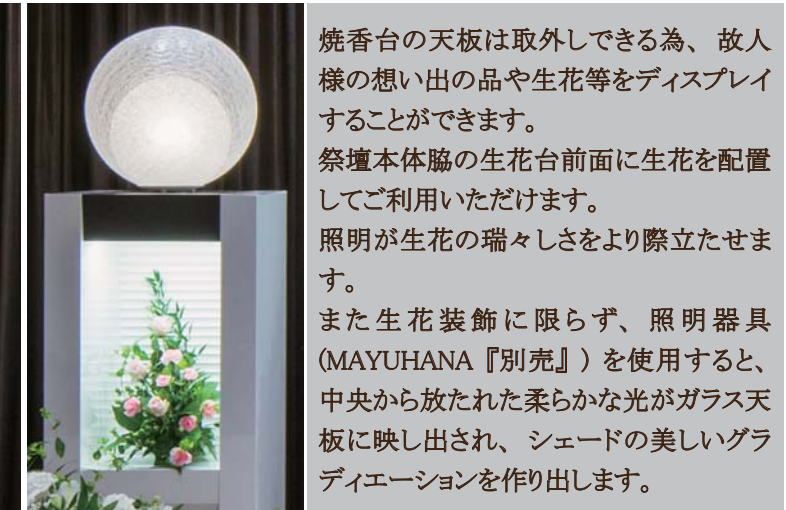 焼香台の天板は取外しできる為、故人
様の想い出の品や生花等をディスプレイ
することができます。
祭壇本体脇の生花台前面に生花を配置
してご利用いただけます。
照明が生花の瑞々しさをより際立たせま
す。
また生花装飾に限らず、照明器具
(MAYUHANA『別売』) を使用すると、
中央から放たれた柔らかな光がガラス天
板に映し出され、シェードの美しいグラ
ディエーションを作り出します。